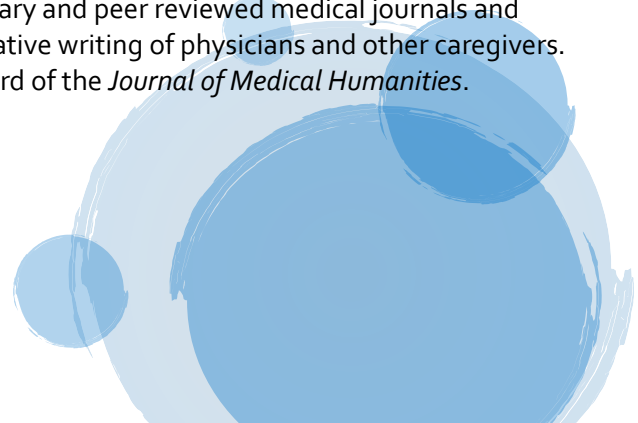 ary and peer reviewed medical journals and
ative writing of physicians and other caregivers.
rd of the Journal of Medical Humanities.